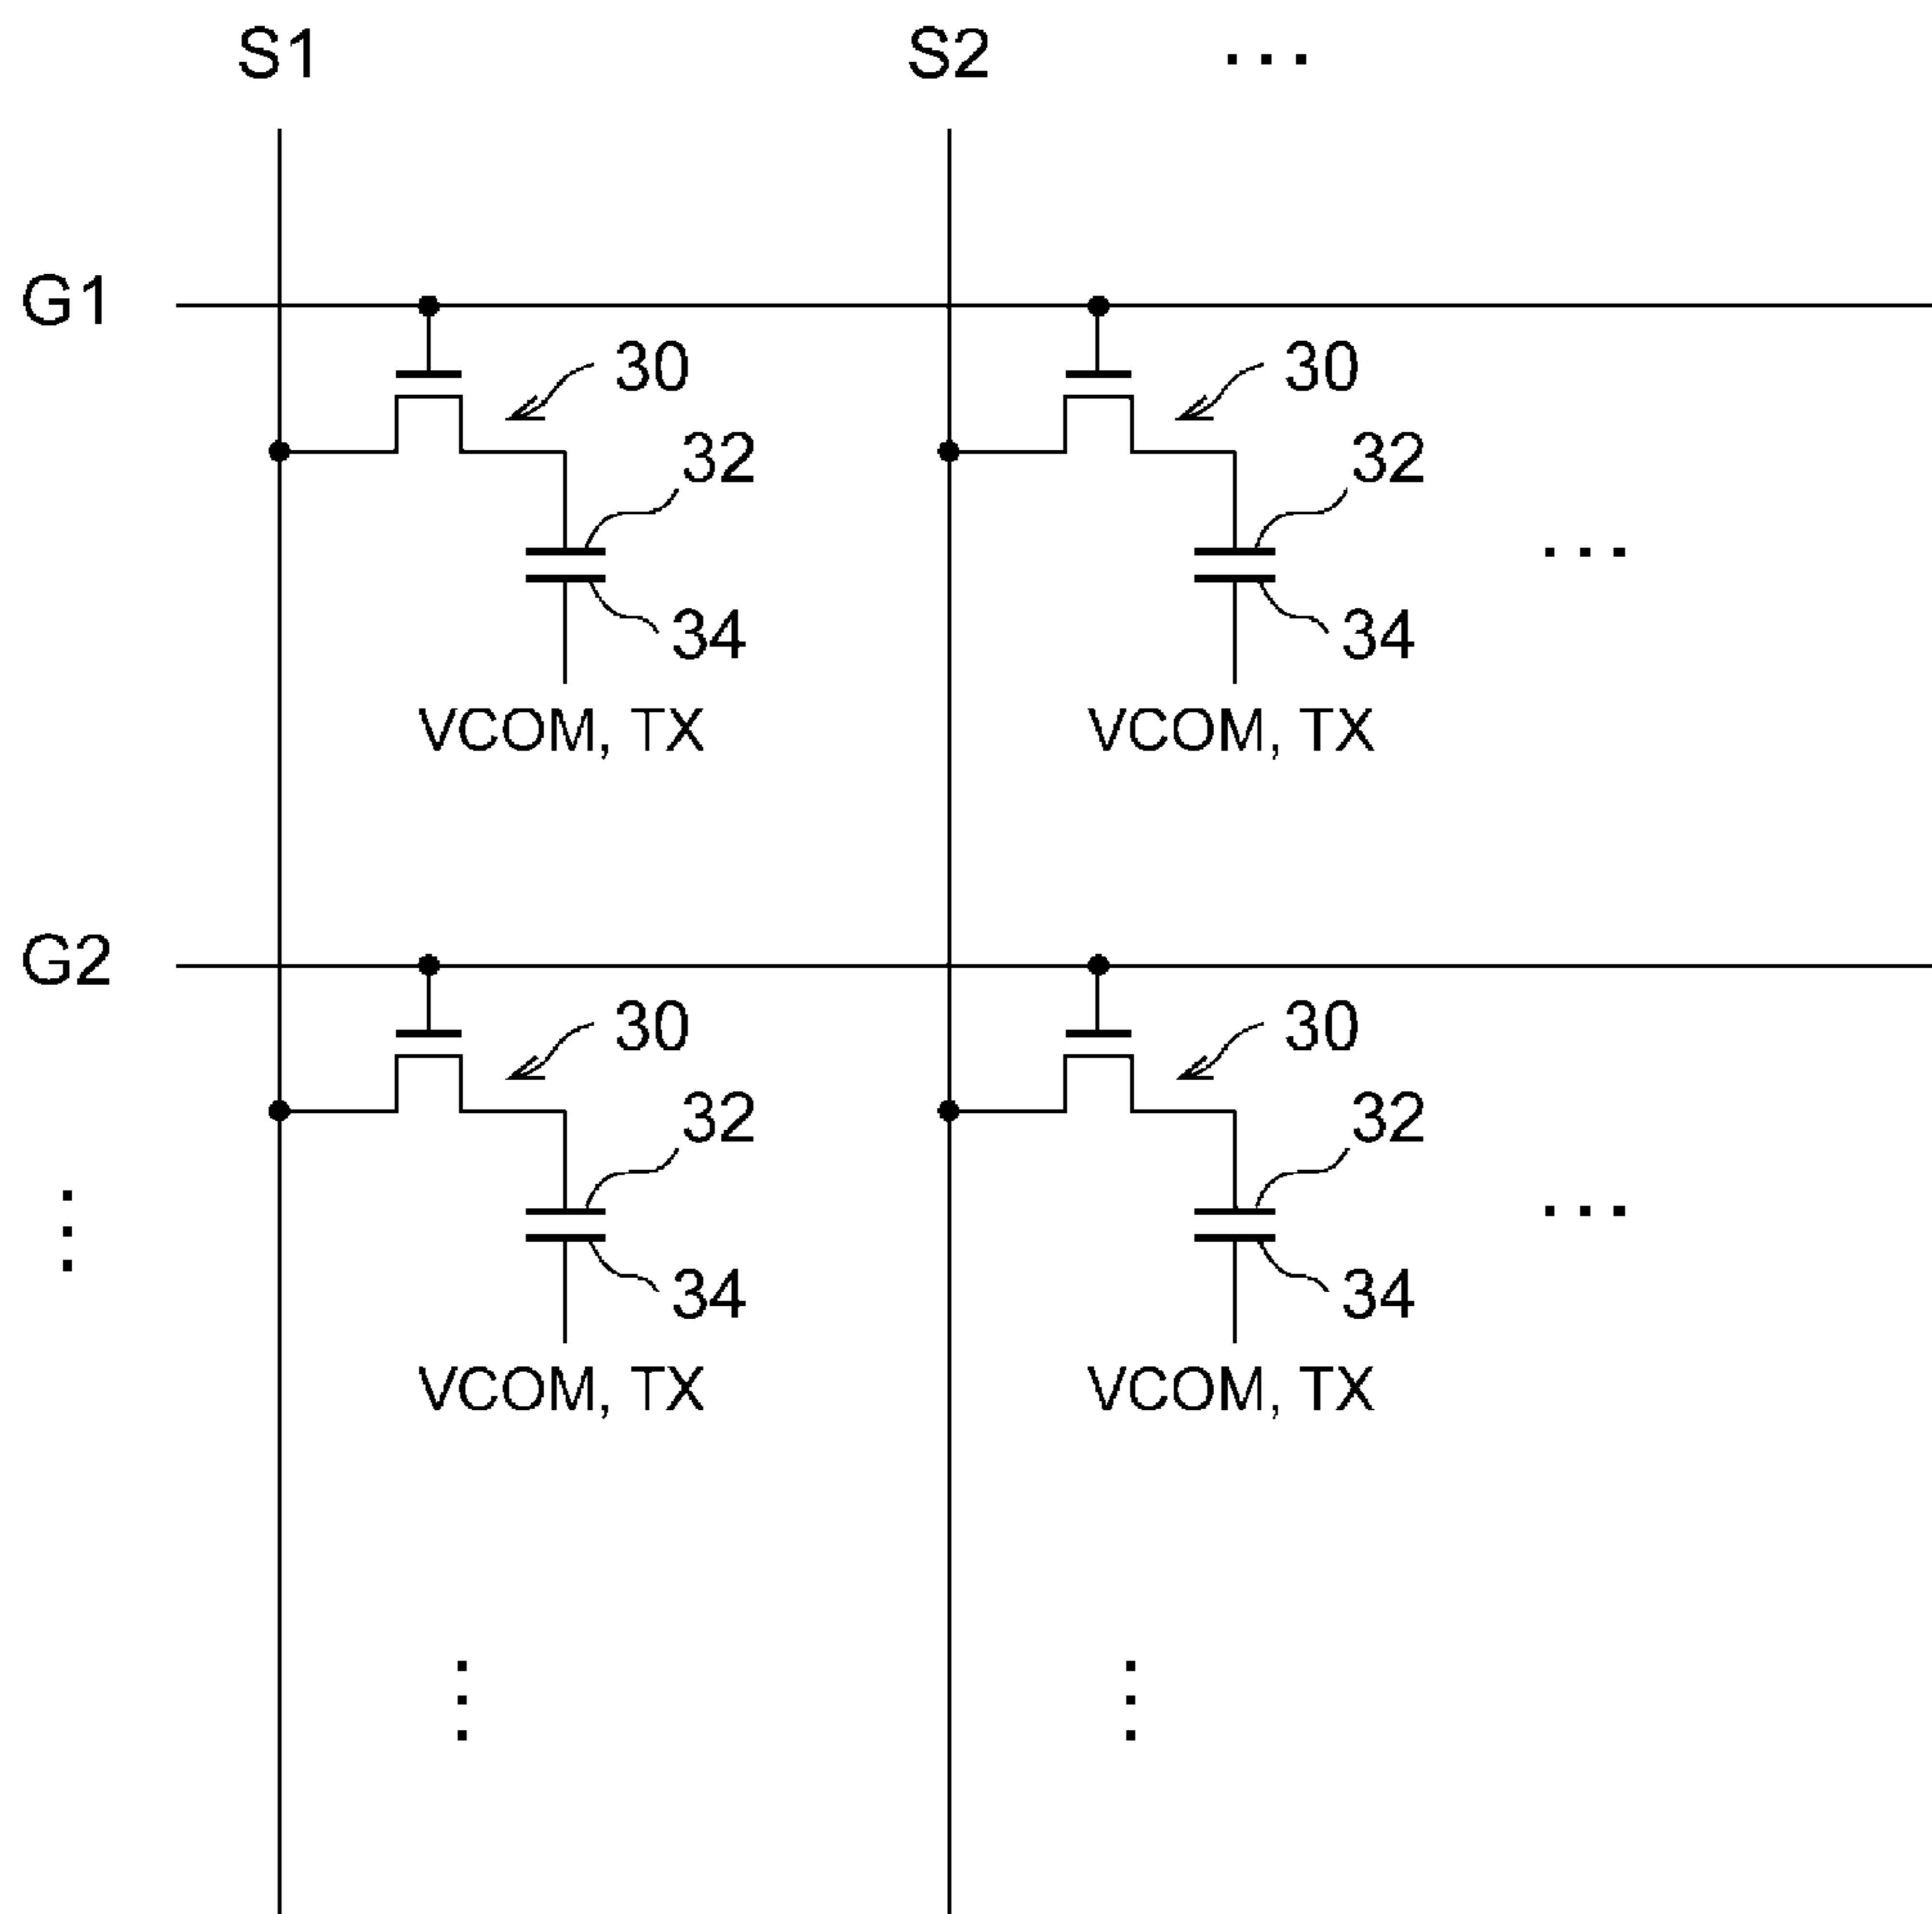 S1 S2 ...
G1
30 30
32 32
...
34 34
VCOM, TX VCOM, TX
G2
30 30
32 32
...
34 34
VCOM, TX VCOM, TX